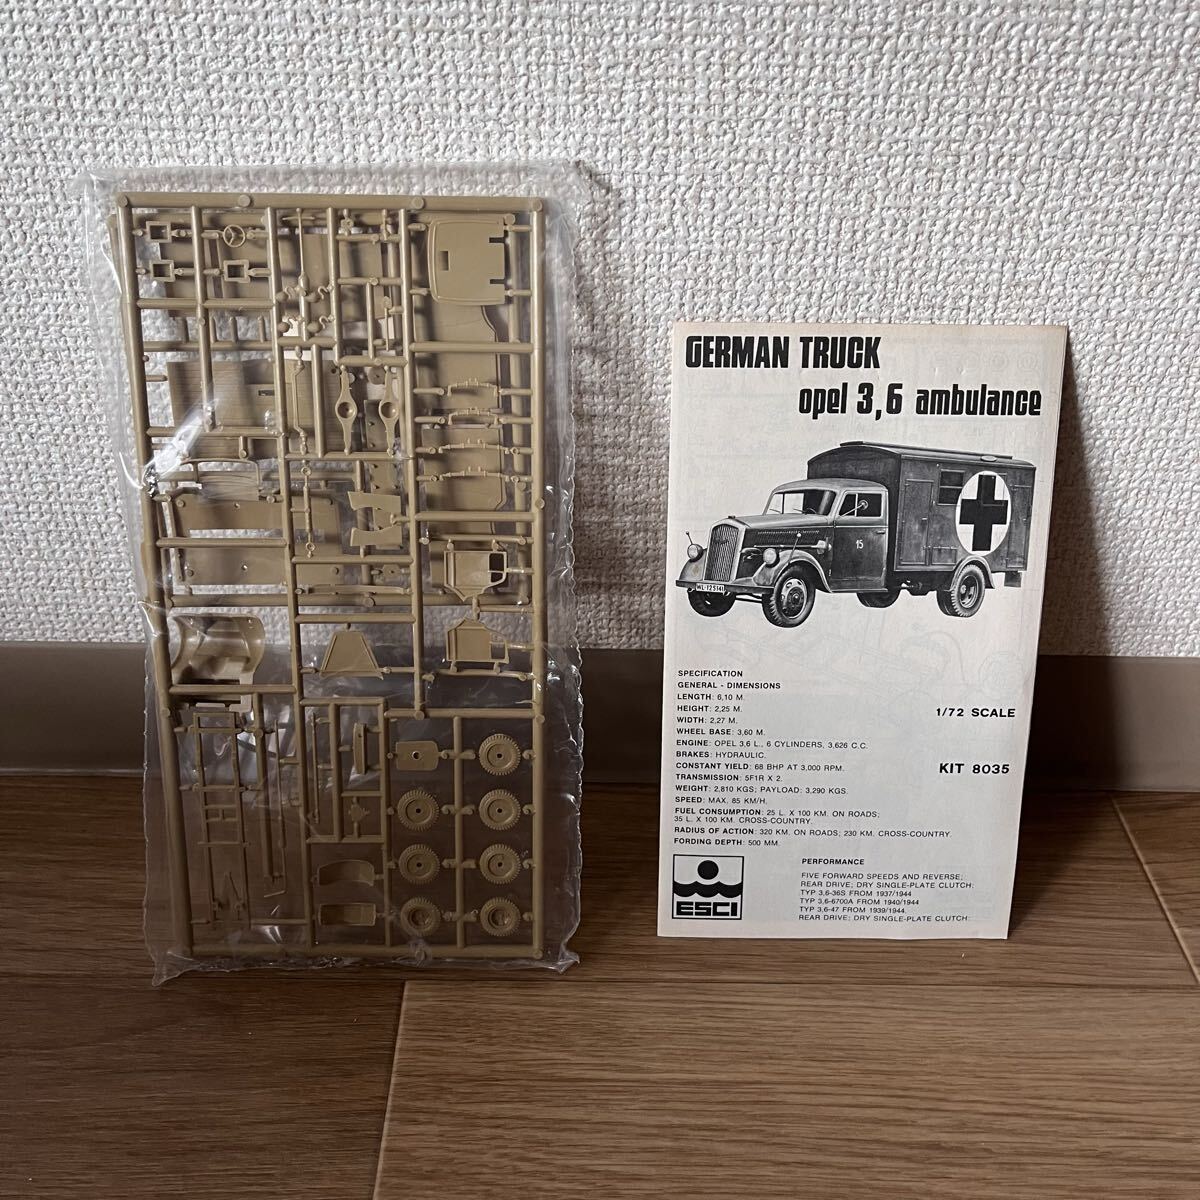 GERMAN TRUCK
opel 3,6 ambulance
15
WL-125141
SPECIFICATION
GENERAL - DIMENSIONS
LENGTH: 6,10 M.
HEIGHT: 2,25 M.
WIDTH: 2,27 M.
WHEEL BASE: 3,60 M.
ENGINE: OPEL 3,6 L., 6 CYLINDERS, 3,626 C.C.
BRAKES: HYDRAULIC.
CONSTANT YIELD: 68 BHP AT 3,000 RPM.
TRANSMISSION: 5F1R X 2.
WEIGHT: 2,810 KGS; PAYLOAD: 3,290 KGS.
SPEED: MAX. 85 KM/H.
FUEL CONSUMPTION: 25 L. X 100 KM. ON ROADS;
35 L. X 100 KM. CROSS-COUNTRY.
RADIUS OF ACTION: 320 KM. ON ROADS; 230 KM. CROSS-COUNTRY.
FORDING DEPTH: 500 MM.
1/72 SCALE
KIT 8035
ESCI
PERFORMANCE
FIVE FORWARD SPEEDS AND REVERSE;
REAR DRIVE; DRY SINGLE-PLATE CLUTCH;
TYP 3,6-36S FROM 1937/1944
TYP 3,6-6700A FROM 1940/1944
TYP 3,6-47 FROM 1939/1944.
REAR DRIVE; DRY SINGLE-PLATE CLUTCH: